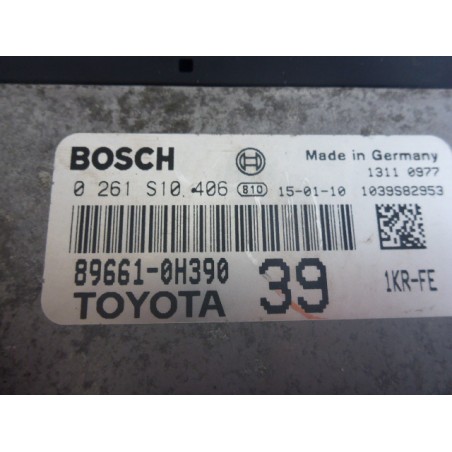 BOSCH Made in Germany
1311 0977
0 261 S10 406 810 15-01-10 1039S82953
89661-0H390 39 1KR-FE
TOYOTA